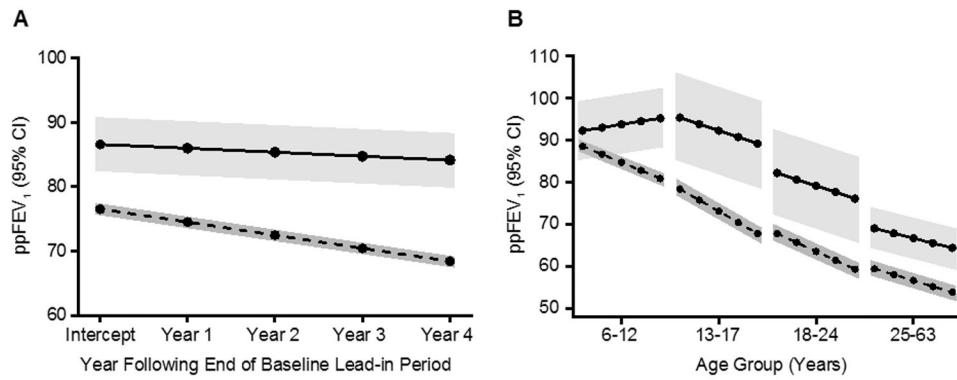 A
ppFEV₁ (95% CI)
100
90
80
70
60
Intercept Year 1 Year 2 Year 3 Year 4
Year Following End of Baseline Lead-in Period
B
ppFEV₁ (95% CI)
110
100
90
80
70
60
50
6-12 13-17 18-24 25-63
Age Group (Years)